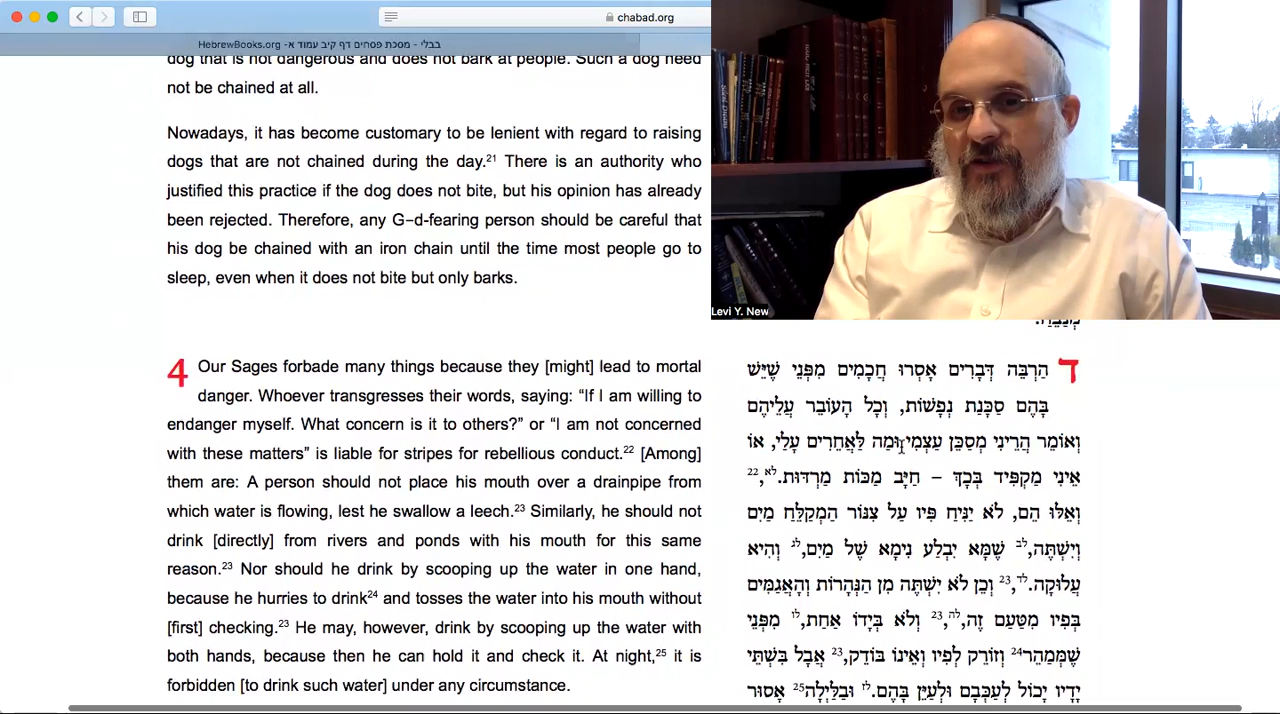 chabad.org
HebrewBooks.org -בבלי - מסכת פסחים דף קיב עמוד א
dog that is not dangerous and does not bark at people. Such a dog need
not be chained at all.
Nowadays, it has become customary to be lenient with regard to raising
dogs that are not chained during the day.21 There is an authority who
justified this practice if the dog does not bite, but his opinion has already
been rejected. Therefore, any G–d-fearing person should be careful that
his dog be chained with an iron chain until the time most people go to
sleep, even when it does not bite but only barks.
Levi Y. New
4 Our Sages forbade many things because they [might] lead to mortal
danger. Whoever transgresses their words, saying: “If I am willing to
endanger myself. What concern is it to others?” or “I am not concerned
with these matters” is liable for stripes for rebellious conduct.22 [Among]
them are: A person should not place his mouth over a drainpipe from
which water is flowing, lest he swallow a leech.23 Similarly, he should not
drink [directly] from rivers and ponds with his mouth for this same
reason.23 Nor should he drink by scooping up the water in one hand,
because he hurries to drink24 and tosses the water into his mouth without
[first] checking.23 He may, however, drink by scooping up the water with
both hands, because then he can hold it and check it. At night,25 it is
forbidden [to drink such water] under any circumstance.
ד הַרְבֵּה דְּבָרִים אָסְרוּ חֲכָמִים מִפְּנֵי שֶׁיֵּשׁ
בָּהֶם סַכָּנַת נְפָשׁוֹת, וְכָל הָעוֹבֵר עֲלֵיהֶם
וְאוֹמֵר הֲרֵינִי מְסַכֵּן עַצְמִי וּמַה לַּאֲחֵרִים עָלַי, אוֹ
אֵינִי מַקְפִּיד בְּכָךְ – חַיָּב מַכּוֹת מַרְדּוּת.לא,22
וְאֵלּוּ הֵם, לֹא יַנִּיחַ פִּיו עַל צִנּוֹר הַמְקַלֵּחַ מַיִם
וְיִשְׁתֶּה,לב שֶׁמָּא יִבְלַע נִימָא שֶׁל מַיִם,לג וְהִיא
עֲלוּקָה.לד,23 וְכֵן לֹא יִשְׁתֶּה מִן הַנְּהָרוֹת וְהָאֲגַמִּים
בְּפִיו מִטַּעַם זֶה,לה,23 וְלֹא בְּיָדוֹ אַחַת,לו מִפְּנֵי
שֶׁמְּמַהֵר24 וְזוֹרֵק לְפִיו וְאֵינוֹ בּוֹדֵק,23 אֲבָל בִּשְׁתֵּי
יָדָיו יָכוֹל לְעַכְּבָם וּלְעַיֵּן בָּהֶם.לז וּבַלַּיְלָה25 אָסוּר